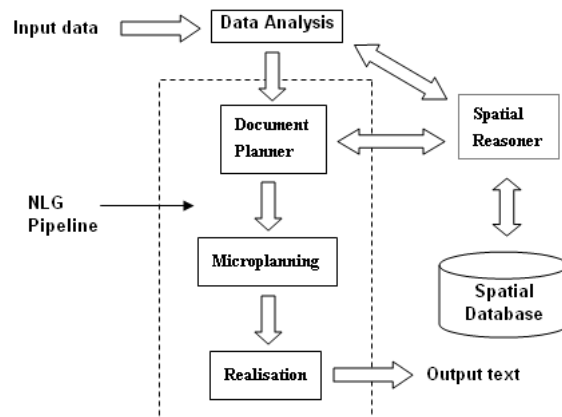 Input data
Data Analysis
Document
Planner
Spatial
Reasoner
NLG
Pipeline
Microplanning
Spatial
Database
Realisation
Output text